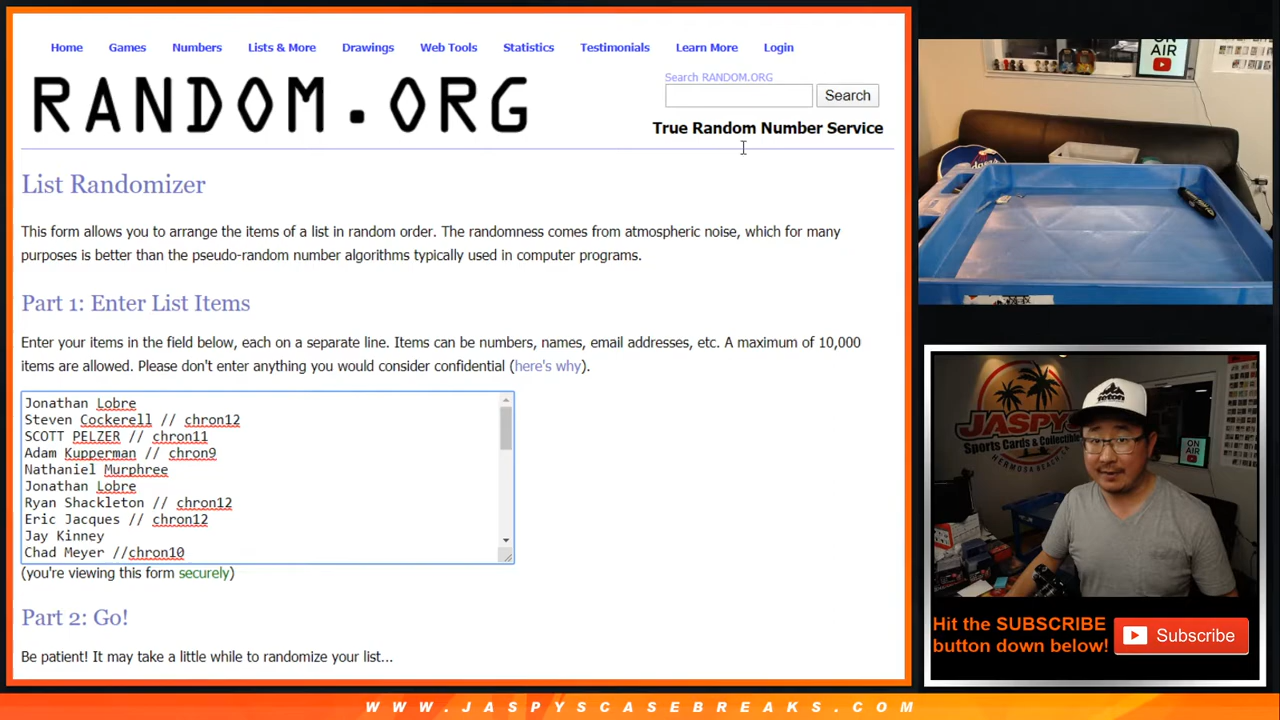 Home Games Numbers Lists & More Drawings Web Tools Statistics Testimonials Learn More Login
RANDOM.ORG
Search RANDOM.ORG
Search
True Random Number Service
List Randomizer
This form allows you to arrange the items of a list in random order. The randomness comes from atmospheric noise, which for many
purposes is better than the pseudo-random number algorithms typically used in computer programs.
Part 1: Enter List Items
Enter your items in the field below, each on a separate line. Items can be numbers, names, email addresses, etc. A maximum of 10,000
items are allowed. Please don't enter anything you would consider confidential (here's why).
Jonathan Lobre
Steven Cockerell // chron12
SCOTT PELZER // chron11
Adam Kupperman // chron9
Nathaniel Murphree
Jonathan Lobre
Ryan Shackleton // chron12
Eric Jacques // chron12
Jay Kinney
Chad Meyer //chron10
(you're viewing this form securely)
Part 2: Go!
Be patient! It may take a little while to randomize your list...
ON
AIR
JASPY'S
Sports Cards & Collectibles
HERMOSA BEACH
ON
AIR
Hit the SUBSCRIBE
button down below!
Subscribe
WWW.JASPYSCASEBREAKS.COM